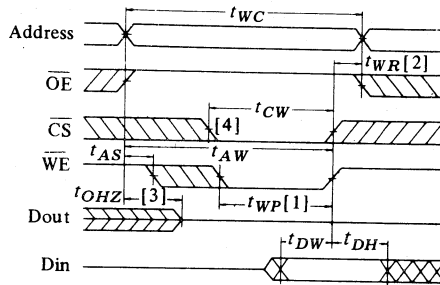 tWC
Address
tWR[2]
OE
tCW
CS
[4]
tAS
tAW
WE
tOHZ
[3]
tWP[1]
Dout
tDW
tDH
Din